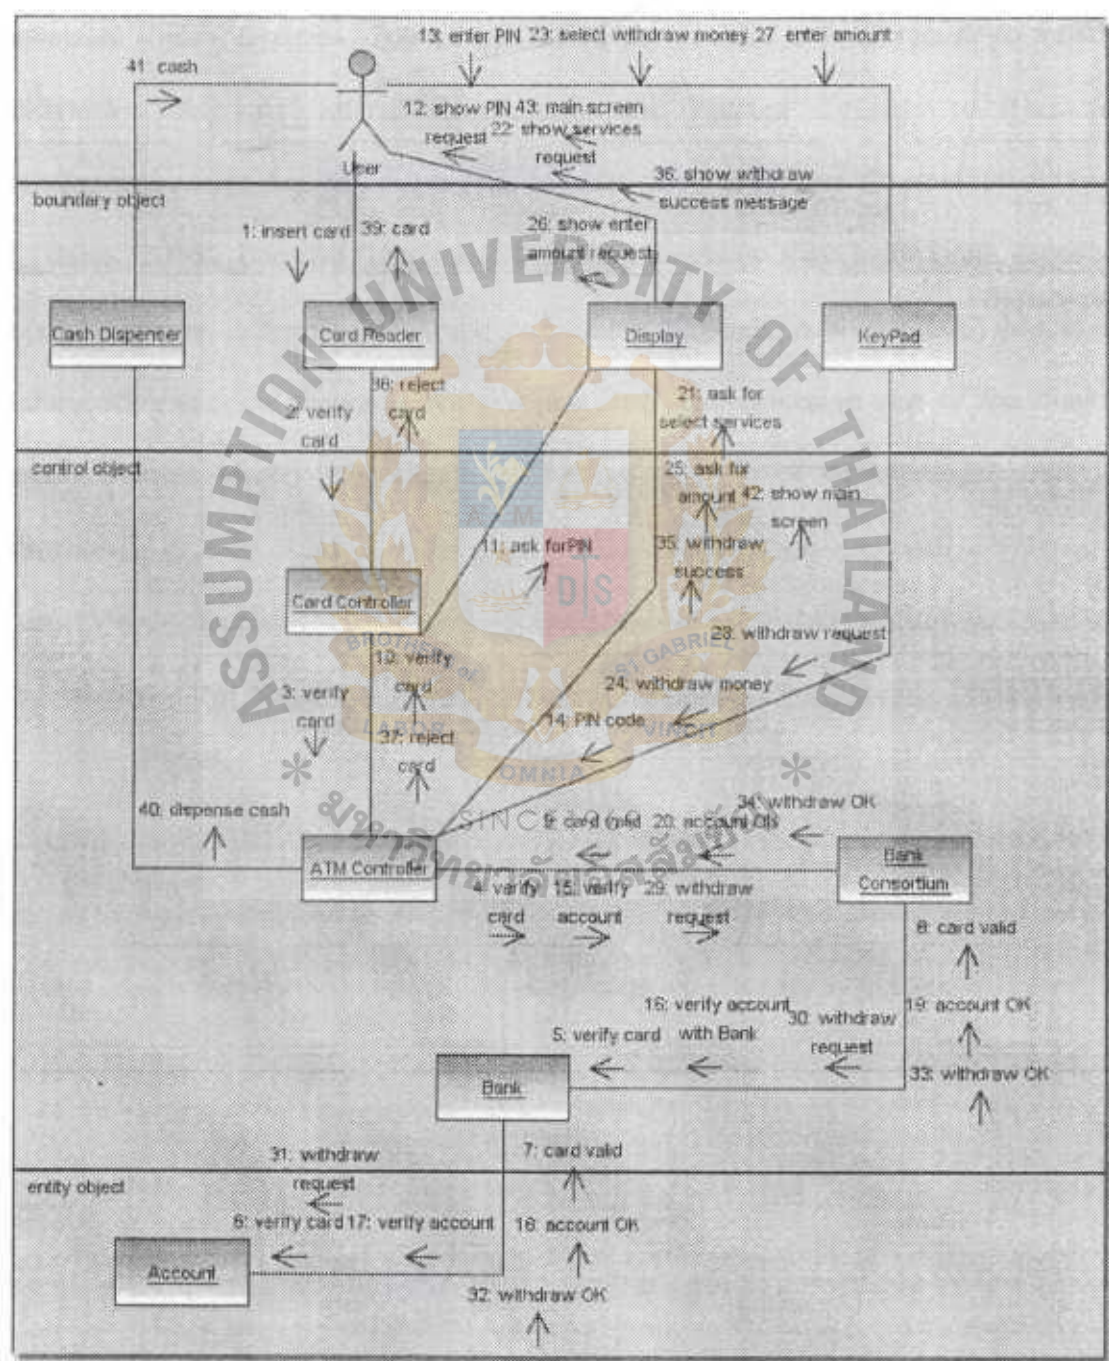 13: enter PIN 23: select withdraw money 27 enter amount
41: cash
12: show PIN 43: main screen
request 22: show services
request
User
36: show withdraw
success message
boundary object
1: insert card 39: card
26: show enter
amount request
Cash Dispenser
Card Reader
Display
KeyPad
38: reject
card
2: verify
card
21: ask for
select services
control object
25: ask for
amount 42: show main
screen
11: ask forPIN
35: withdraw
success
Card Controller
28: withdraw request
10: verify
card
24: withdraw money
3: verify
card
14: PIN code
37: reject
card
40: dispense cash
34: withdraw OK
9: card valid 20: account OK
ATM Controller
Bank
Consortium
4: verify
card
15: verify
account
29: withdraw
request
8: card valid
16: verify account
with Bank
30: withdraw
request
19: account OK
5: verify card
33: withdraw OK
Bank
31: withdraw
request
7: card valid
entity object
6: verify card 17: verify account
18: account OK
Account
32: withdraw OK
ASSUMPTION UNIVERSITY OF THAILAND
A M
D S
BROTHERS OF
ST GABRIEL
LABOR
OMNIA
VINCIT